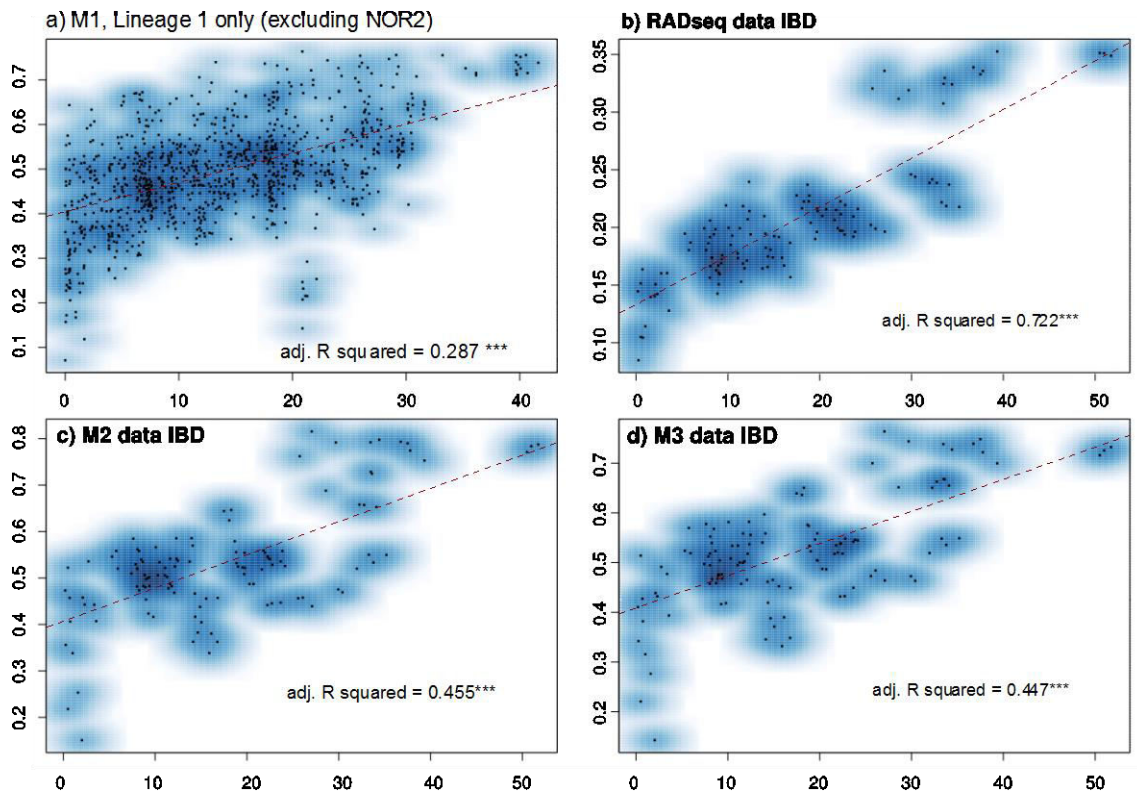 a) M1, Lineage 1 only (excluding NOR2)
0.7
0.6
0.5
0.4
0.3
0.2
0.1
adj. R squared = 0.287 ***
0 10 20 30 40
b) RADseq data IBD
0.35
0.30
0.25
0.20
0.15
0.10
adj. R squared = 0.722***
0 10 20 30 40 50
c) M2 data IBD
0.8
0.7
0.6
0.5
0.4
0.3
0.2
adj. R squared = 0.455***
0 10 20 30 40 50
d) M3 data IBD
0.7
0.6
0.5
0.4
0.3
0.2
adj. R squared = 0.447***
0 10 20 30 40 50